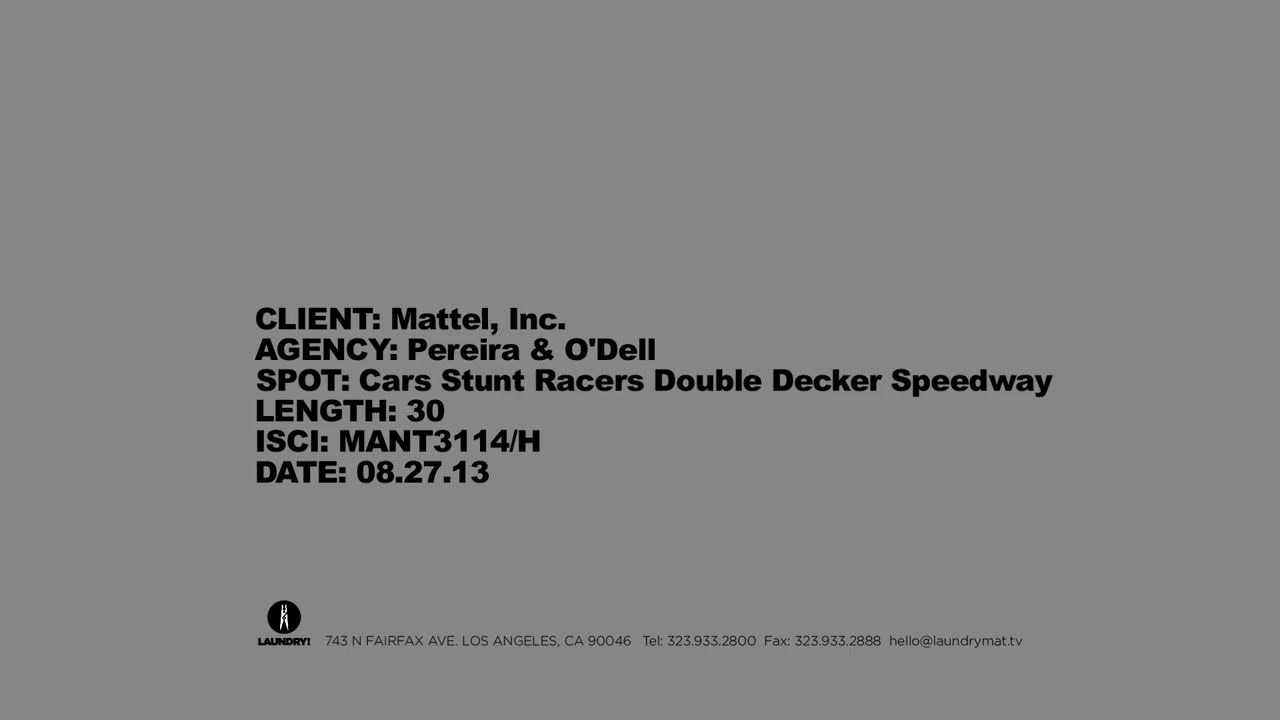 CLIENT: Mattel, Inc.
AGENCY: Pereira & O'Dell
SPOT: Cars Stunt Racers Double Decker Speedway
LENGTH: 30
ISCI: MANT3114/H
DATE: 08.27.13
LAUNDRY! 743 N FAIRFAX AVE. LOS ANGELES, CA 90046 Tel: 323.933.2800 Fax: 323.933.2888 hello@laundrymat.tv